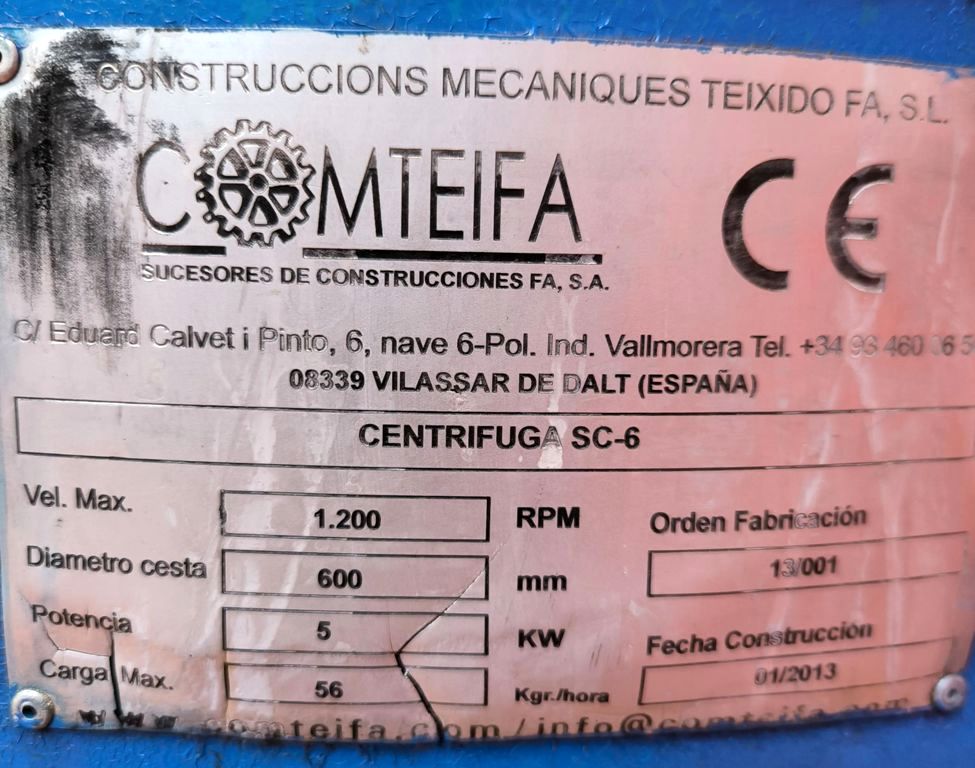 CONSTRUCCIONS MECANIQUES TEIXIDO FA, S.L.
COMTEIFA
CE
SUCESORES DE CONSTRUCCIONES FA, S.A.
C/ Eduard Calvet i Pinto, 6, nave 6-Pol. Ind. Vallmorera Tel. +34 93 460
08339 VILASSAR DE DALT (ESPAÑA)
CENTRIFUGA SC-6
Vel. Max. 1.200 RPM
Orden Fabricación
Diametro cesta 600 mm
13/001
Potencia 5 KW
Fecha Construcción
Carga Max. 56 Kgr./hora
01/2013
www.comteifa.com/info@comteifa.com